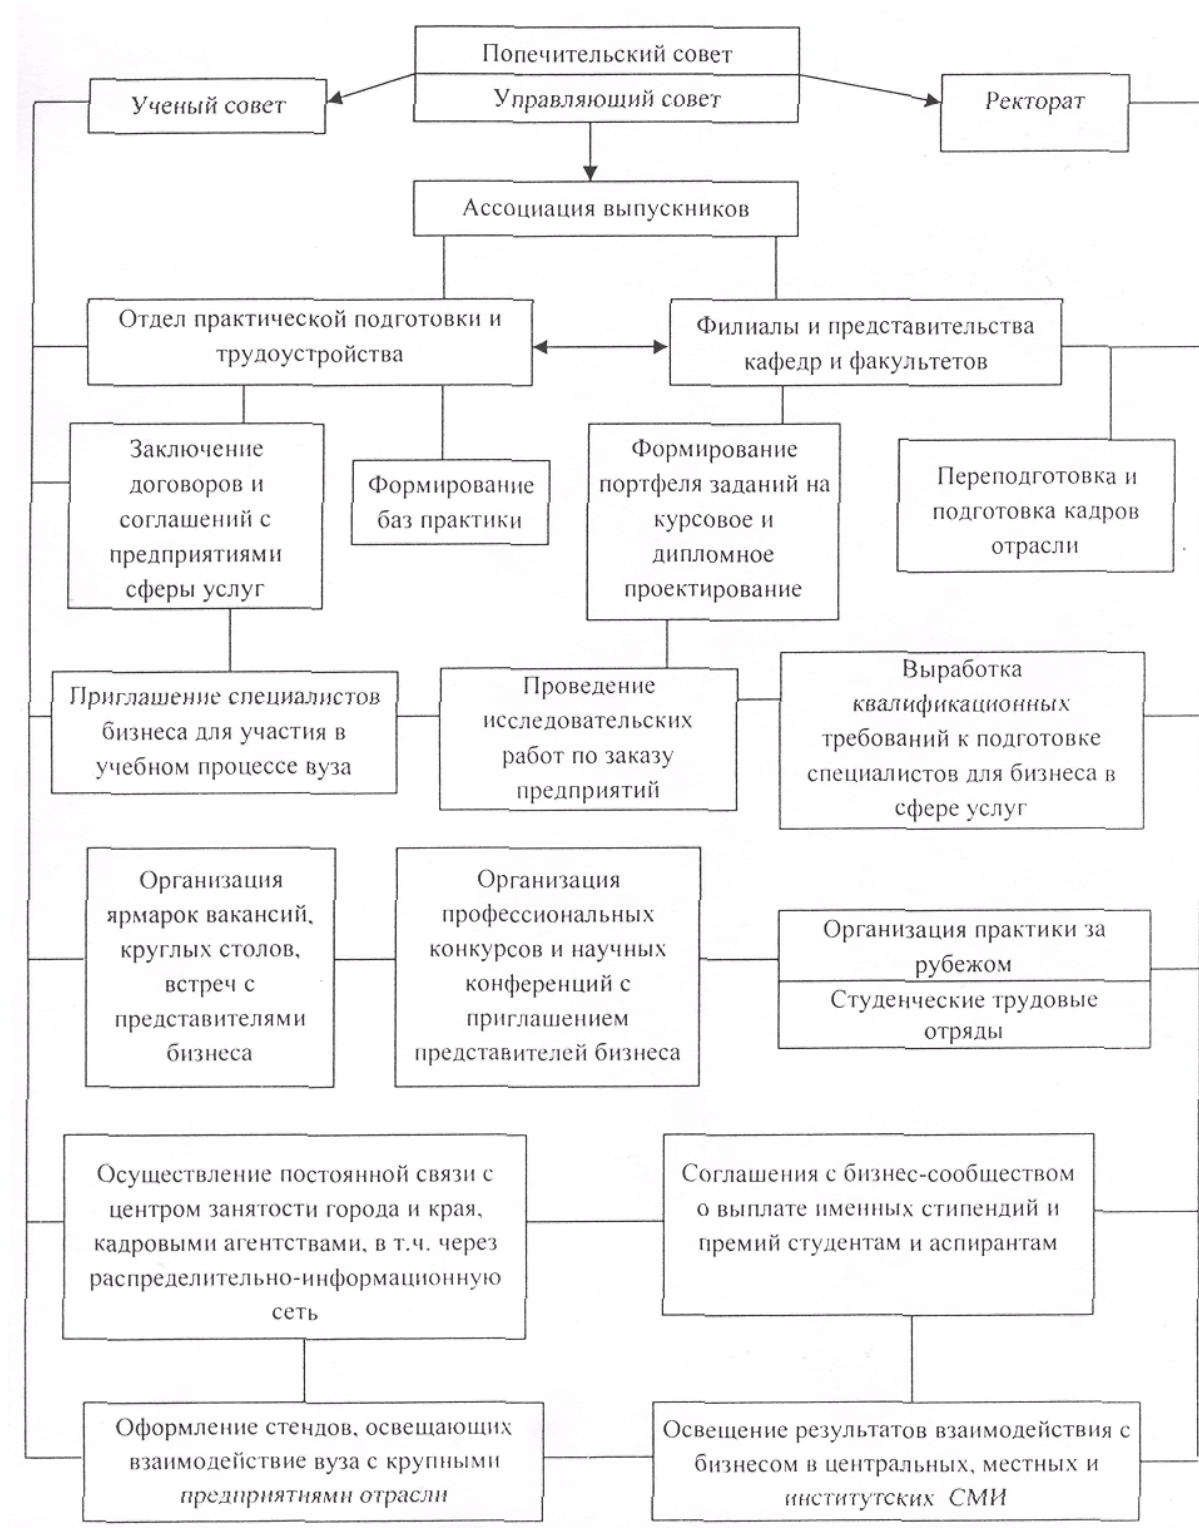 Попечительский совет
Управляющий совет
Ученый совет
Ректорат
Ассоциация выпускников
Отдел практической подготовки и
трудоустройства
Филиалы и представительства
кафедр и факультетов
Заключение
договоров и
соглашений с
предприятиями
сферы услуг
Формирование
баз практики
Формирование
портфеля заданий на
курсовое и
дипломное
проектирование
Переподготовка и
подготовка кадров
отрасли
Приглашение специалистов
бизнеса для участия в
учебном процессе вуза
Проведение
исследовательских
работ по заказу
предприятий
Выработка
квалификационных
требований к подготовке
специалистов для бизнеса в
сфере услуг
Организация
ярмарок вакансий,
круглых столов,
встреч с
представителями
бизнеса
Организация
профессиональных
конкурсов и научных
конференций с
приглашением
представителей бизнеса
Организация практики за
рубежом
Студенческие трудовые
отряды
Осуществление постоянной связи с
центром занятости города и края,
кадровыми агентствами, в т.ч. через
распределительно-информационную
сеть
Соглашения с бизнес-сообществом
о выплате именных стипендий и
премий студентам и аспирантам
Оформление стендов, освещающих
взаимодействие вуза с крупными
предприятиями отрасли
Освещение результатов взаимодействия с
бизнесом в центральных, местных и
институтских СМИ